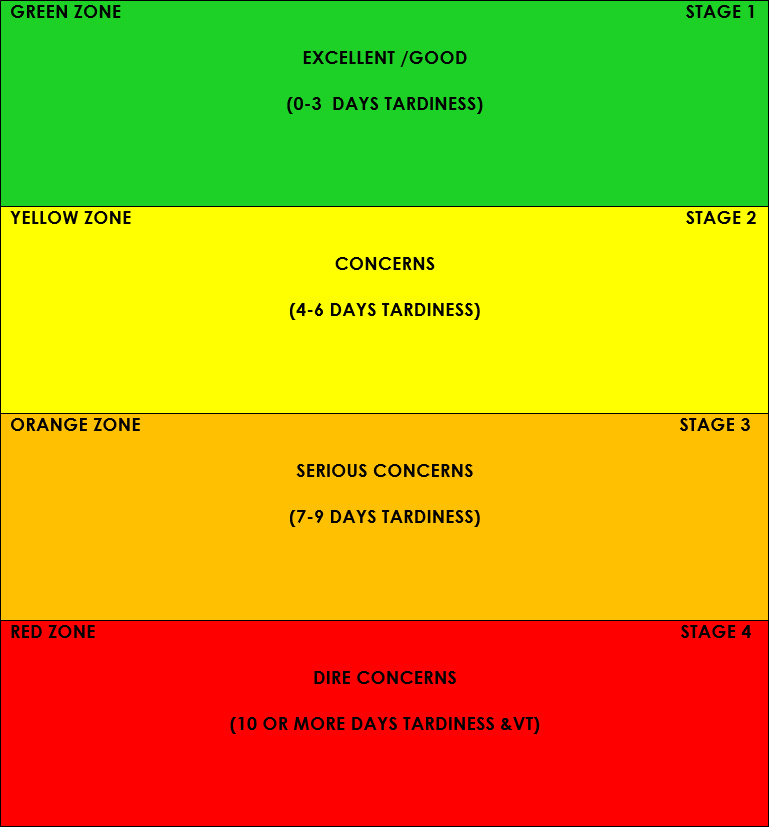 GREEN ZONE STAGE 1
EXCELLENT /GOOD
(0-3 DAYS TARDINESS)
YELLOW ZONE STAGE 2
CONCERNS
(4-6 DAYS TARDINESS)
ORANGE ZONE STAGE 3
SERIOUS CONCERNS
(7-9 DAYS TARDINESS)
RED ZONE STAGE 4
DIRE CONCERNS
(10 OR MORE DAYS TARDINESS &VT)